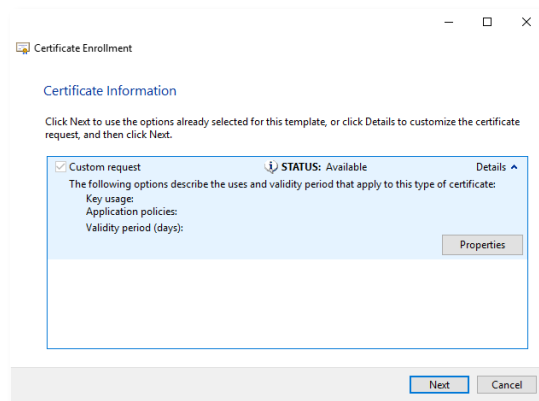 Certificate Enrollment
Certificate Information
Click Next to use the options already selected for this template, or click Details to customize the certificate
request, and then click Next.
Custom request STATUS: Available Details
The following options describe the uses and validity period that apply to this type of certificate:
Key usage:
Application policies:
Validity period (days):
Properties
Next Cancel